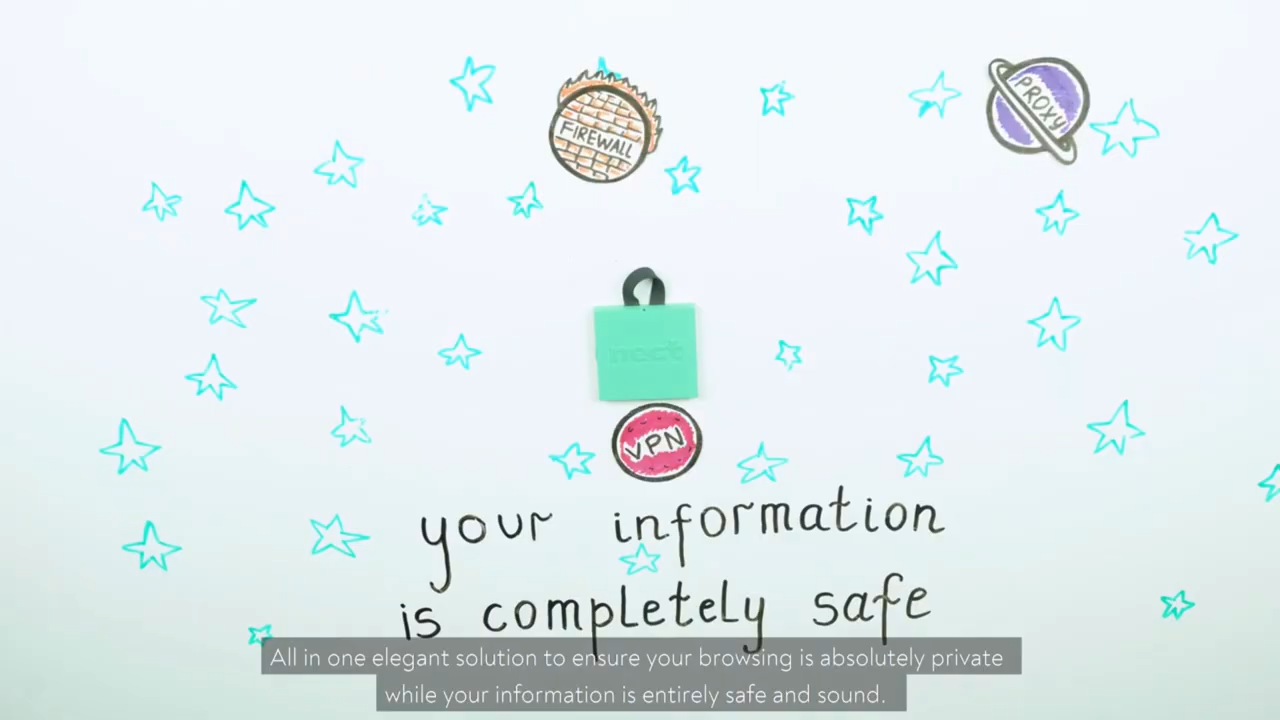 FIREWALL
PROXY
nect
VPN
your information
is completely safe
All in one elegant solution to ensure your browsing is absolutely private
while your information is entirely safe and sound.